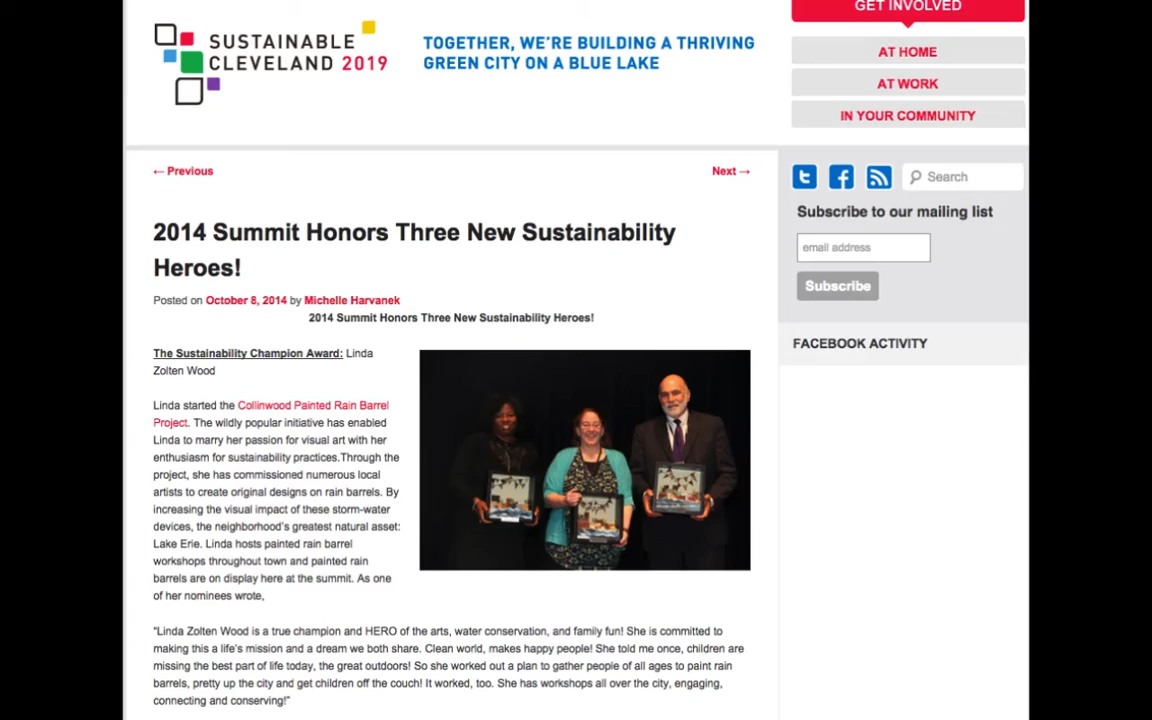 GET INVOLVED
SUSTAINABLE
CLEVELAND 2019
TOGETHER, WE'RE BUILDING A THRIVING
GREEN CITY ON A BLUE LAKE
AT HOME
AT WORK
IN YOUR COMMUNITY
← Previous
Next →
Search
Subscribe to our mailing list
email address
Subscribe
FACEBOOK ACTIVITY
2014 Summit Honors Three New Sustainability
Heroes!
Posted on October 8, 2014 by Michelle Harvanek
2014 Summit Honors Three New Sustainability Heroes!
The Sustainability Champion Award: Linda
Zolten Wood
Linda started the Collinwood Painted Rain Barrel
Project. The wildly popular initiative has enabled
Linda to marry her passion for visual art with her
enthusiasm for sustainability practices.Through the
project, she has commissioned numerous local
artists to create original designs on rain barrels. By
increasing the visual impact of these storm-water
devices, the neighborhood's greatest natural asset:
Lake Erie. Linda hosts painted rain barrel
workshops throughout town and painted rain
barrels are on display here at the summit. As one
of her nominees wrote,
"Linda Zolten Wood is a true champion and HERO of the arts, water conservation, and family fun! She is committed to
making this a life's mission and a dream we both share. Clean world, makes happy people! She told me once, children are
missing the best part of life today, the great outdoors! So she worked out a plan to gather people of all ages to paint rain
barrels, pretty up the city and get children off the couch! It worked, too. She has workshops all over the city, engaging,
connecting and conserving!"